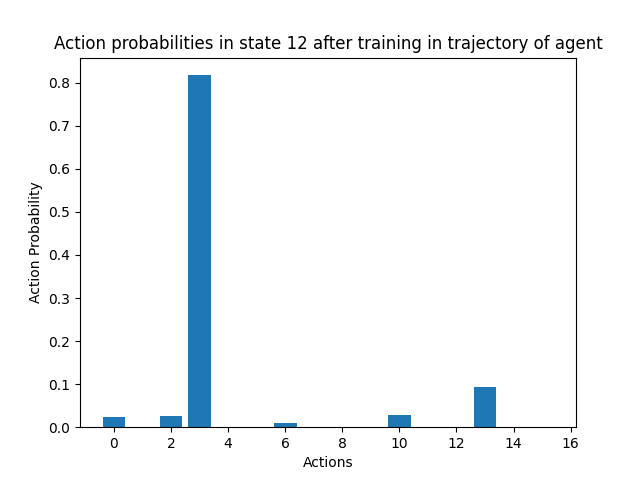 Action probabilities in state 12 after training in trajectory of agent
0.8
0.7
0.6
0.5
0.4
0.3
0.2
0.1
0.0
Action Probability
0 2 4 6 8 10 12 14 16
Actions